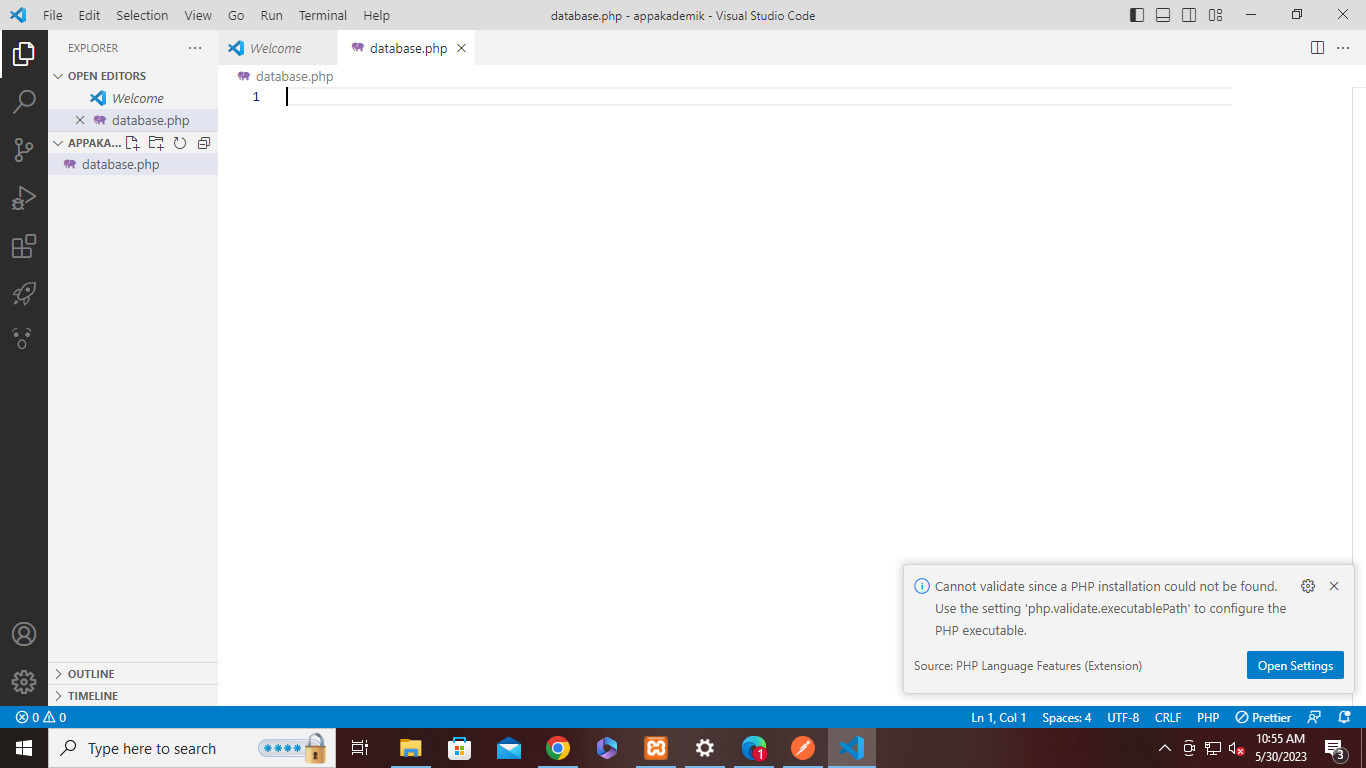 File Edit Selection View Go Run Terminal Help
database.php - appakademik - Visual Studio Code
EXPLORER
Welcome
database.php
OPEN EDITORS
Welcome
database.php
APPAKA...
database.php
OUTLINE
TIMELINE
database.php
1
Cannot validate since a PHP installation could not be found.
Use the setting 'php.validate.executablePath' to configure the
PHP executable.
Source: PHP Language Features (Extension)
Open Settings
0 0
Ln 1, Col 1 Spaces: 4 UTF-8 CRLF PHP Prettier
Type here to search
1
10:55 AM
5/30/2023
3